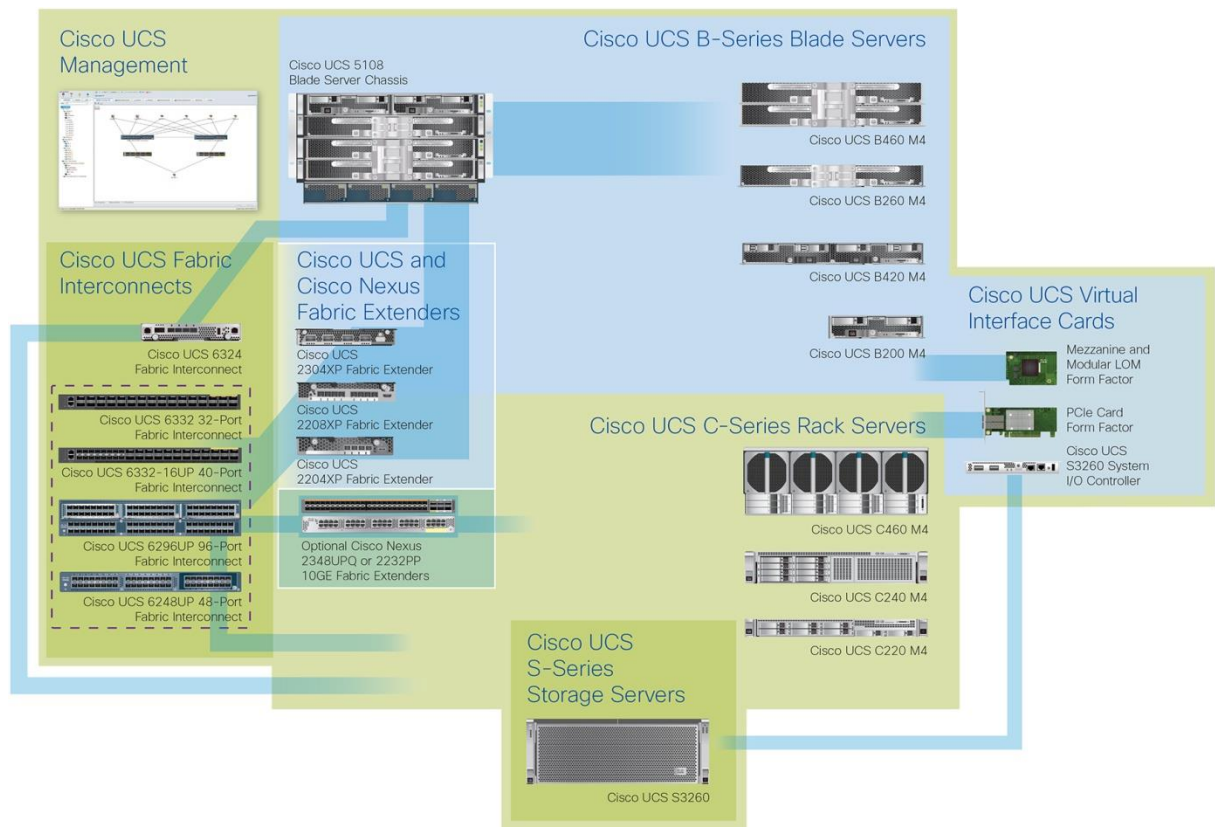 Cisco UCS
Management
Cisco UCS 5108
Blade Server Chassis
Cisco UCS B-Series Blade Servers
Cisco UCS B460 M4
Cisco UCS B260 M4
Cisco UCS B420 M4
Cisco UCS B200 M4
Cisco UCS Fabric
Interconnects
Cisco UCS 6324
Fabric Interconnect
Cisco UCS 6332 32-Port
Fabric Interconnect
Cisco UCS 6332-16UP 40-Port
Fabric Interconnect
Cisco UCS 6296UP 96-Port
Fabric Interconnect
Cisco UCS 6248UP 48-Port
Fabric Interconnect
Cisco UCS and
Cisco Nexus
Fabric Extenders
Cisco UCS
2304XP Fabric Extender
Cisco UCS
2208XP Fabric Extender
Cisco UCS
2204XP Fabric Extender
Optional Cisco Nexus
2348UPQ or 2232PP
10GE Fabric Extenders
Cisco UCS Virtual
Interface Cards
Mezzanine and
Modular LOM
Form Factor
PCIe Card
Form Factor
Cisco UCS
S3260 System
I/O Controller
Cisco UCS C-Series Rack Servers
Cisco UCS C460 M4
Cisco UCS C240 M4
Cisco UCS C220 M4
Cisco UCS
S-Series
Storage Servers
Cisco UCS S3260